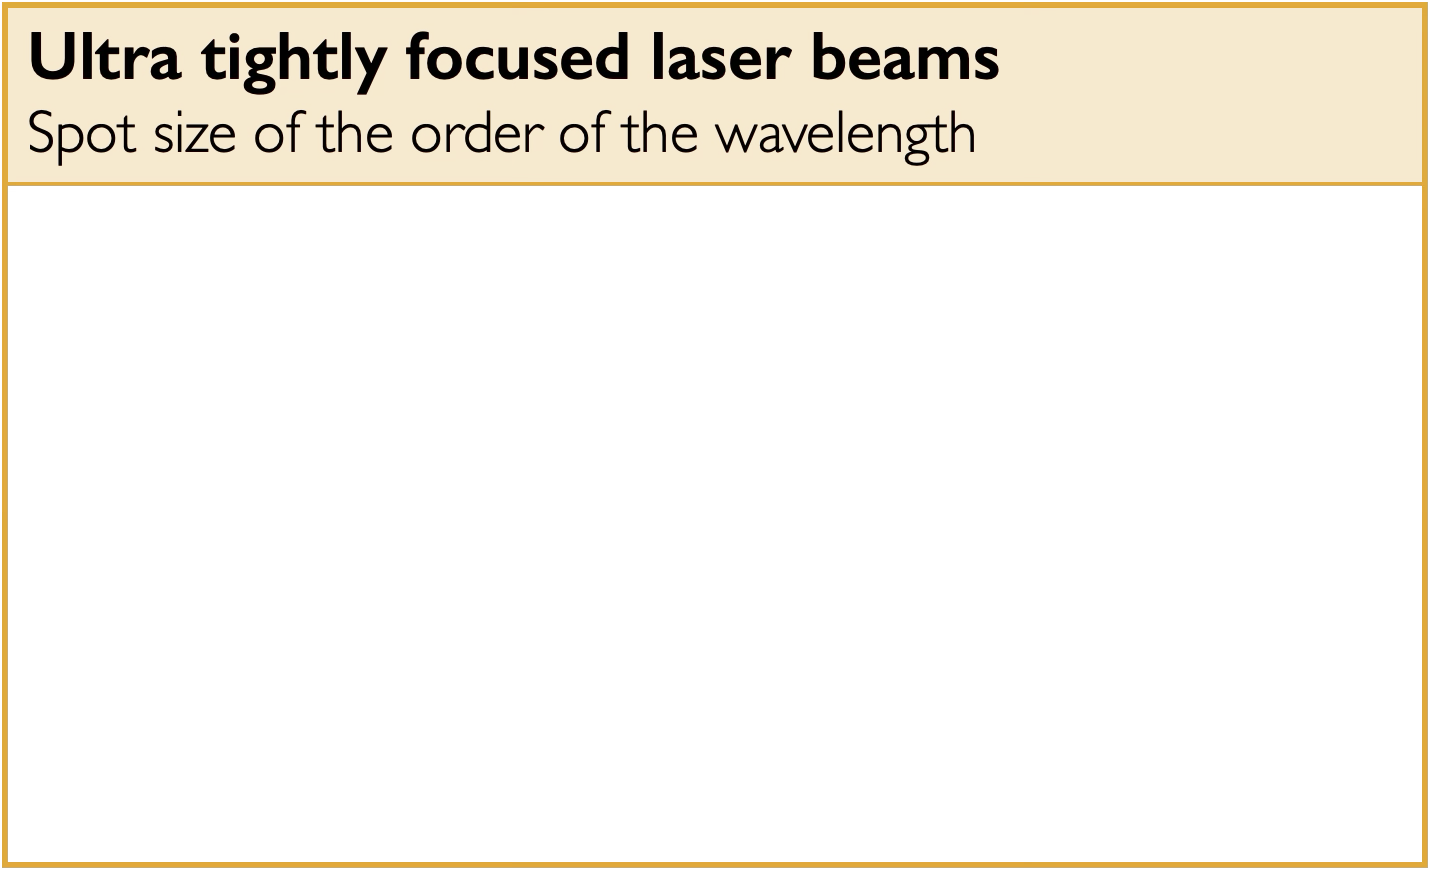 Ultra tightly focused laser beams
Spot size of the order of the wavelength